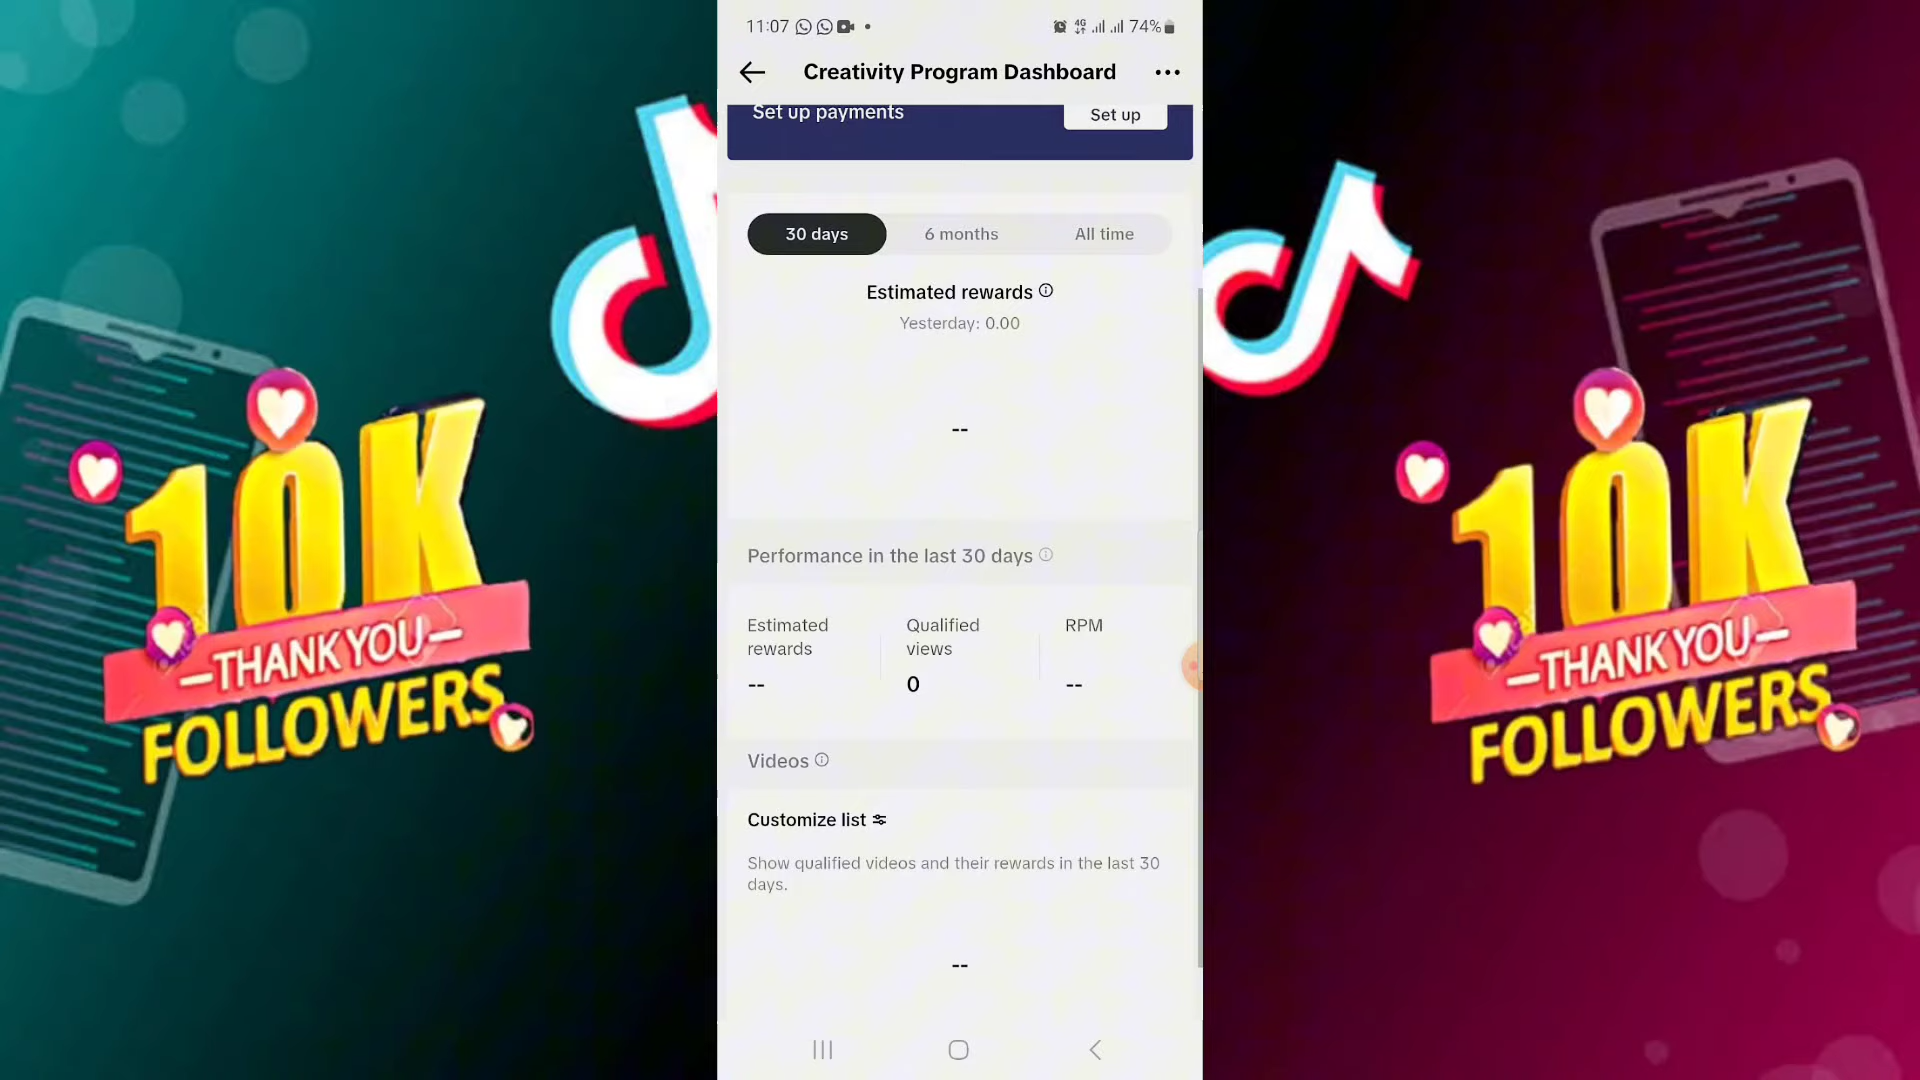 11:07
4G
74%
Creativity Program Dashboard
Set up payments
Set up
30 days
6 months
All time
Estimated rewards
Yesterday: 0.00
--
Performance in the last 30 days
Estimated rewards
--
Qualified views
0
RPM
--
Videos
Customize list
Show qualified videos and their rewards in the last 30
days.
--
10K
THANK YOU
FOLLOWERS
10K
THANK YOU
FOLLOWERS